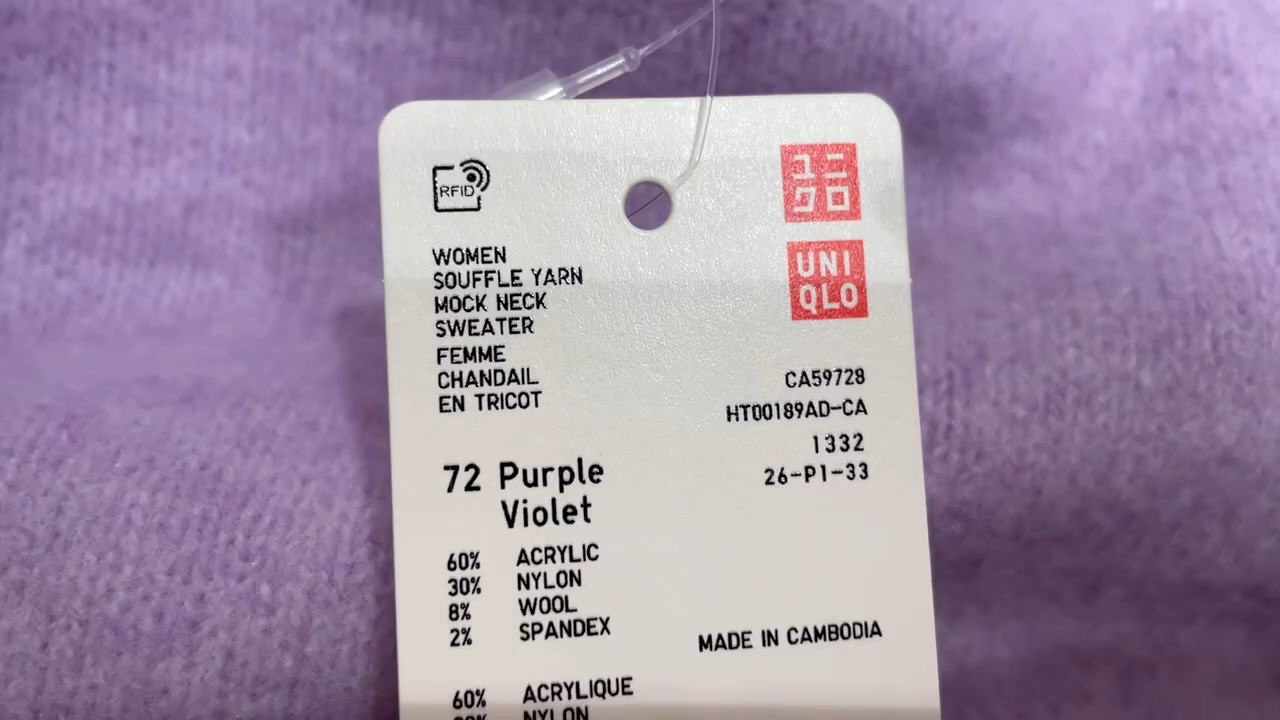 RFID
ユニ
クロ
UNI
QLO
WOMEN
SOUFFLE YARN
MOCK NECK
SWEATER
FEMME
CHANDAIL
EN TRICOT
CA59728
HT00189AD-CA
1332
26-P1-33
72 Purple
Violet
60% ACRYLIC
30% NYLON
8% WOOL
2% SPANDEX
MADE IN CAMBODIA
60% ACRYLIQUE
NYLON